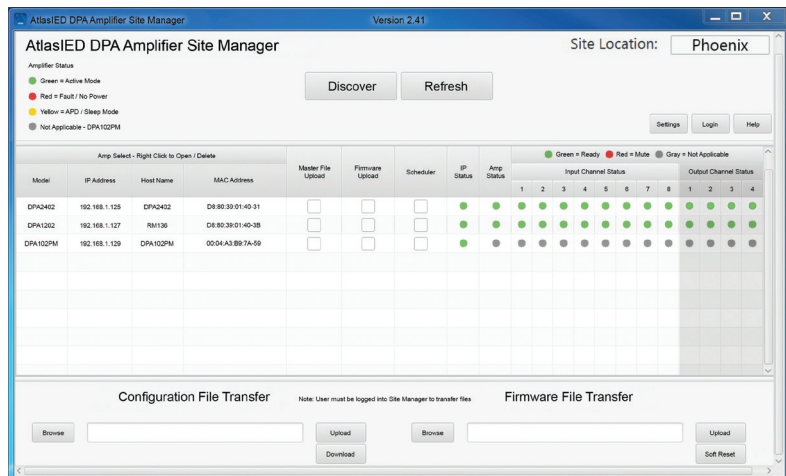 AtlasIED DPA Amplifier Site Manager
Version 2.41
AtlasIED DPA Amplifier Site Manager
Site Location:
Phoenix
Amplifier Status
Green = Active Mode
Red = Fault / No Power
Yellow = APD / Sleep Mode
Not Applicable - DPA102PM
Discover
Refresh
Settings
Login
Help
Amp Select - Right Click to Open / Delete
Model
IP Address
Host Name
MAC Address
Master File Upload
Firmware Upload
Scheduler
IP Status
Amp Status
Green = Ready Red = Mute Gray = Not Applicable
Input Channel Status
Output Channel Status
1 2 3 4 5 6 7 8 1 2 3 4
DPA2402 192.168.1.125 DPA2402 D8:80:39:01:40-31
DPA1202 192.168.1.127 RM136 D8:80:39:01:40-3B
DPA102PM 192.168.1.129 DPA102PM 00:04:A3:B9:7A-59
Configuration File Transfer
Note: User must be logged into Site Manager to transfer files
Firmware File Transfer
Browse
Upload
Download
Browse
Upload
Soft Reset